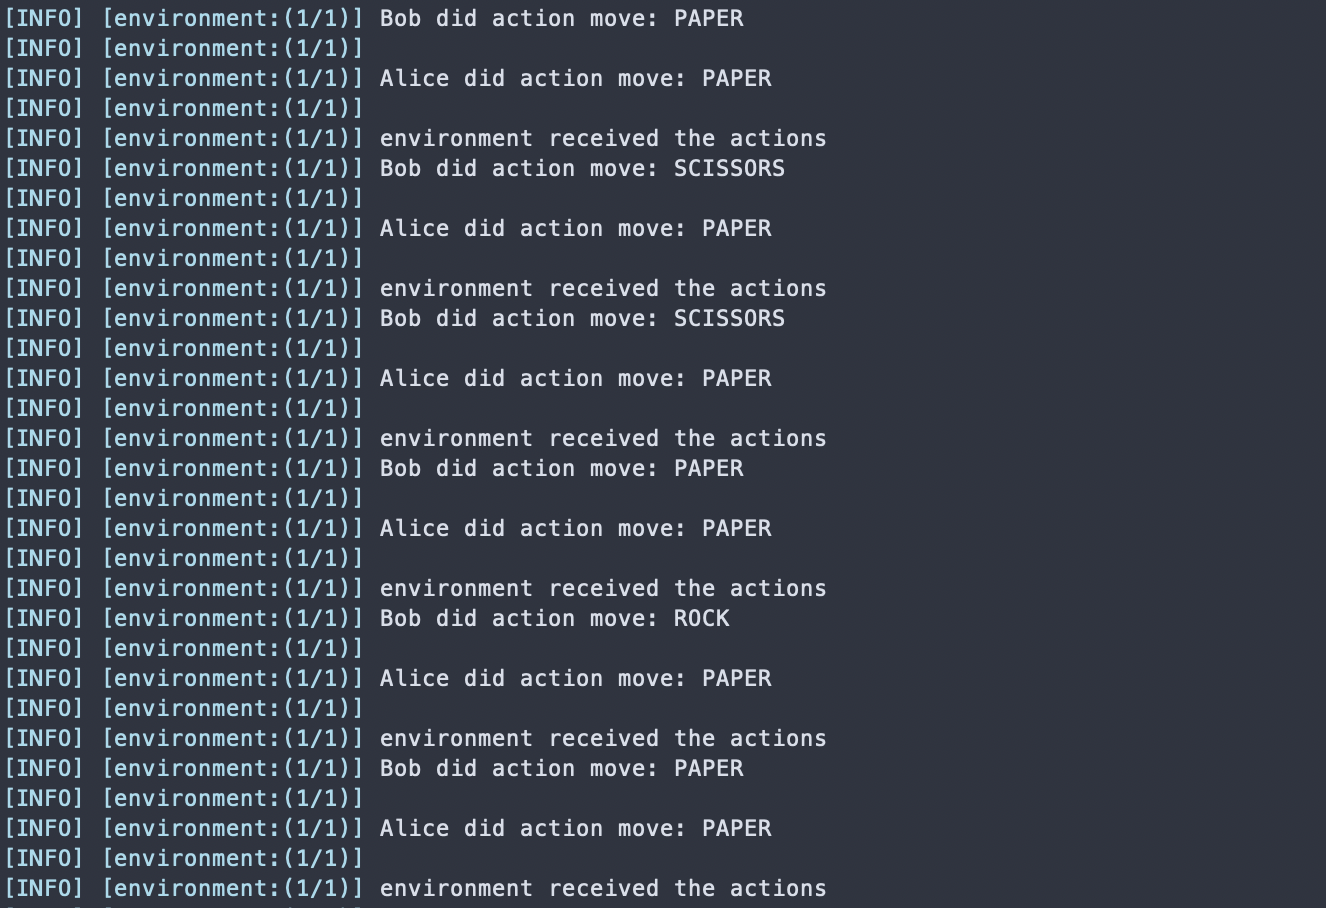 [INFO] [environment:(1/1)] Bob did action move: PAPER
[INFO] [environment:(1/1)]
[INFO] [environment:(1/1)] Alice did action move: PAPER
[INFO] [environment:(1/1)]
[INFO] [environment:(1/1)] environment received the actions
[INFO] [environment:(1/1)] Bob did action move: SCISSORS
[INFO] [environment:(1/1)]
[INFO] [environment:(1/1)] Alice did action move: PAPER
[INFO] [environment:(1/1)]
[INFO] [environment:(1/1)] environment received the actions
[INFO] [environment:(1/1)] Bob did action move: SCISSORS
[INFO] [environment:(1/1)]
[INFO] [environment:(1/1)] Alice did action move: PAPER
[INFO] [environment:(1/1)]
[INFO] [environment:(1/1)] environment received the actions
[INFO] [environment:(1/1)] Bob did action move: PAPER
[INFO] [environment:(1/1)]
[INFO] [environment:(1/1)] Alice did action move: PAPER
[INFO] [environment:(1/1)]
[INFO] [environment:(1/1)] environment received the actions
[INFO] [environment:(1/1)] Bob did action move: ROCK
[INFO] [environment:(1/1)]
[INFO] [environment:(1/1)] Alice did action move: PAPER
[INFO] [environment:(1/1)]
[INFO] [environment:(1/1)] environment received the actions
[INFO] [environment:(1/1)] Bob did action move: PAPER
[INFO] [environment:(1/1)]
[INFO] [environment:(1/1)] Alice did action move: PAPER
[INFO] [environment:(1/1)]
[INFO] [environment:(1/1)] environment received the actions